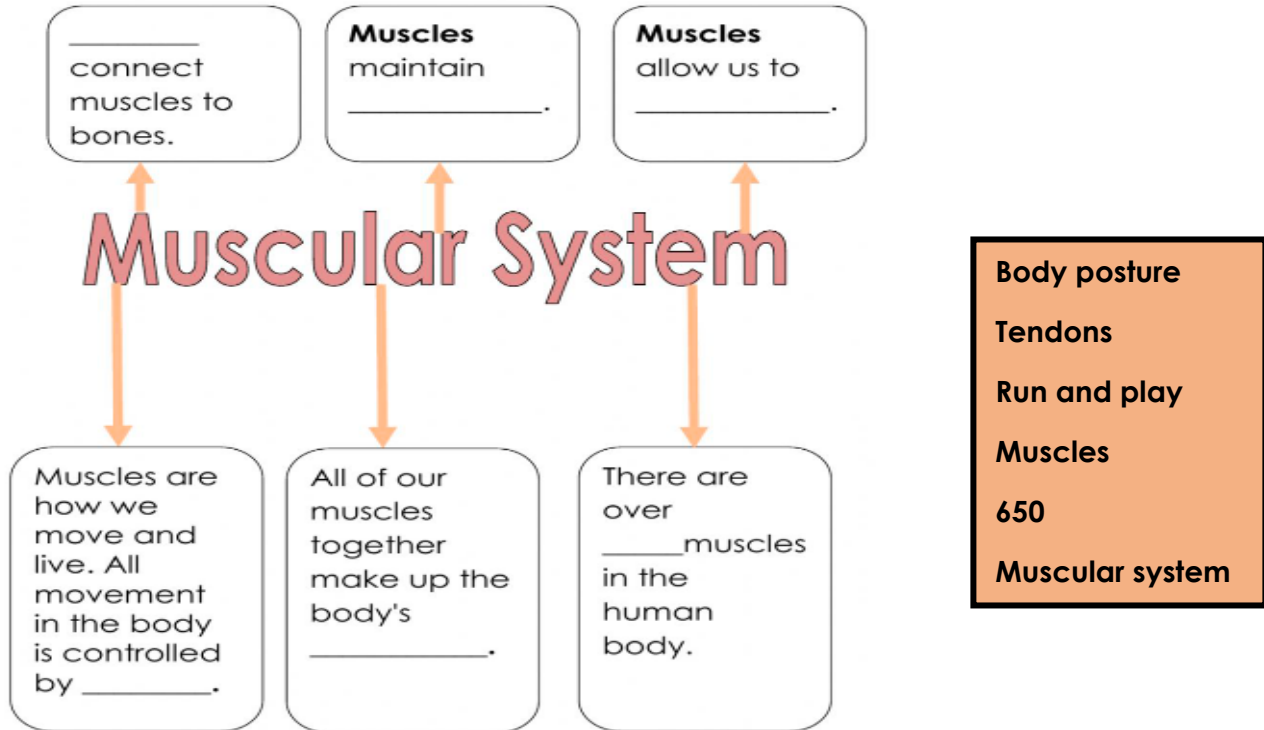 ________
connect
muscles to
bones.
Muscles
maintain
____________.
Muscles
allow us to
____________.
Muscular System
Muscles are
how we
move and
live. All
movement
in the body
is controlled
by ________.
All of our
muscles
together
make up the
body's
___________.
There are
over
_____muscles
in the
human
body.
Body posture
Tendons
Run and play
Muscles
650
Muscular system